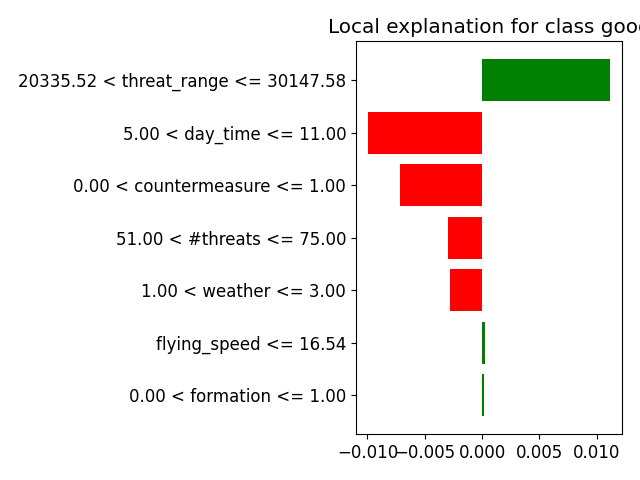 Local explanation for class goo
20335.52 < threat_range <= 30147.58
5.00 < day_time <= 11.00
0.00 < countermeasure <= 1.00
51.00 < #threats <= 75.00
1.00 < weather <= 3.00
flying_speed <= 16.54
0.00 < formation <= 1.00
−0.010 −0.005 0.000 0.005 0.010